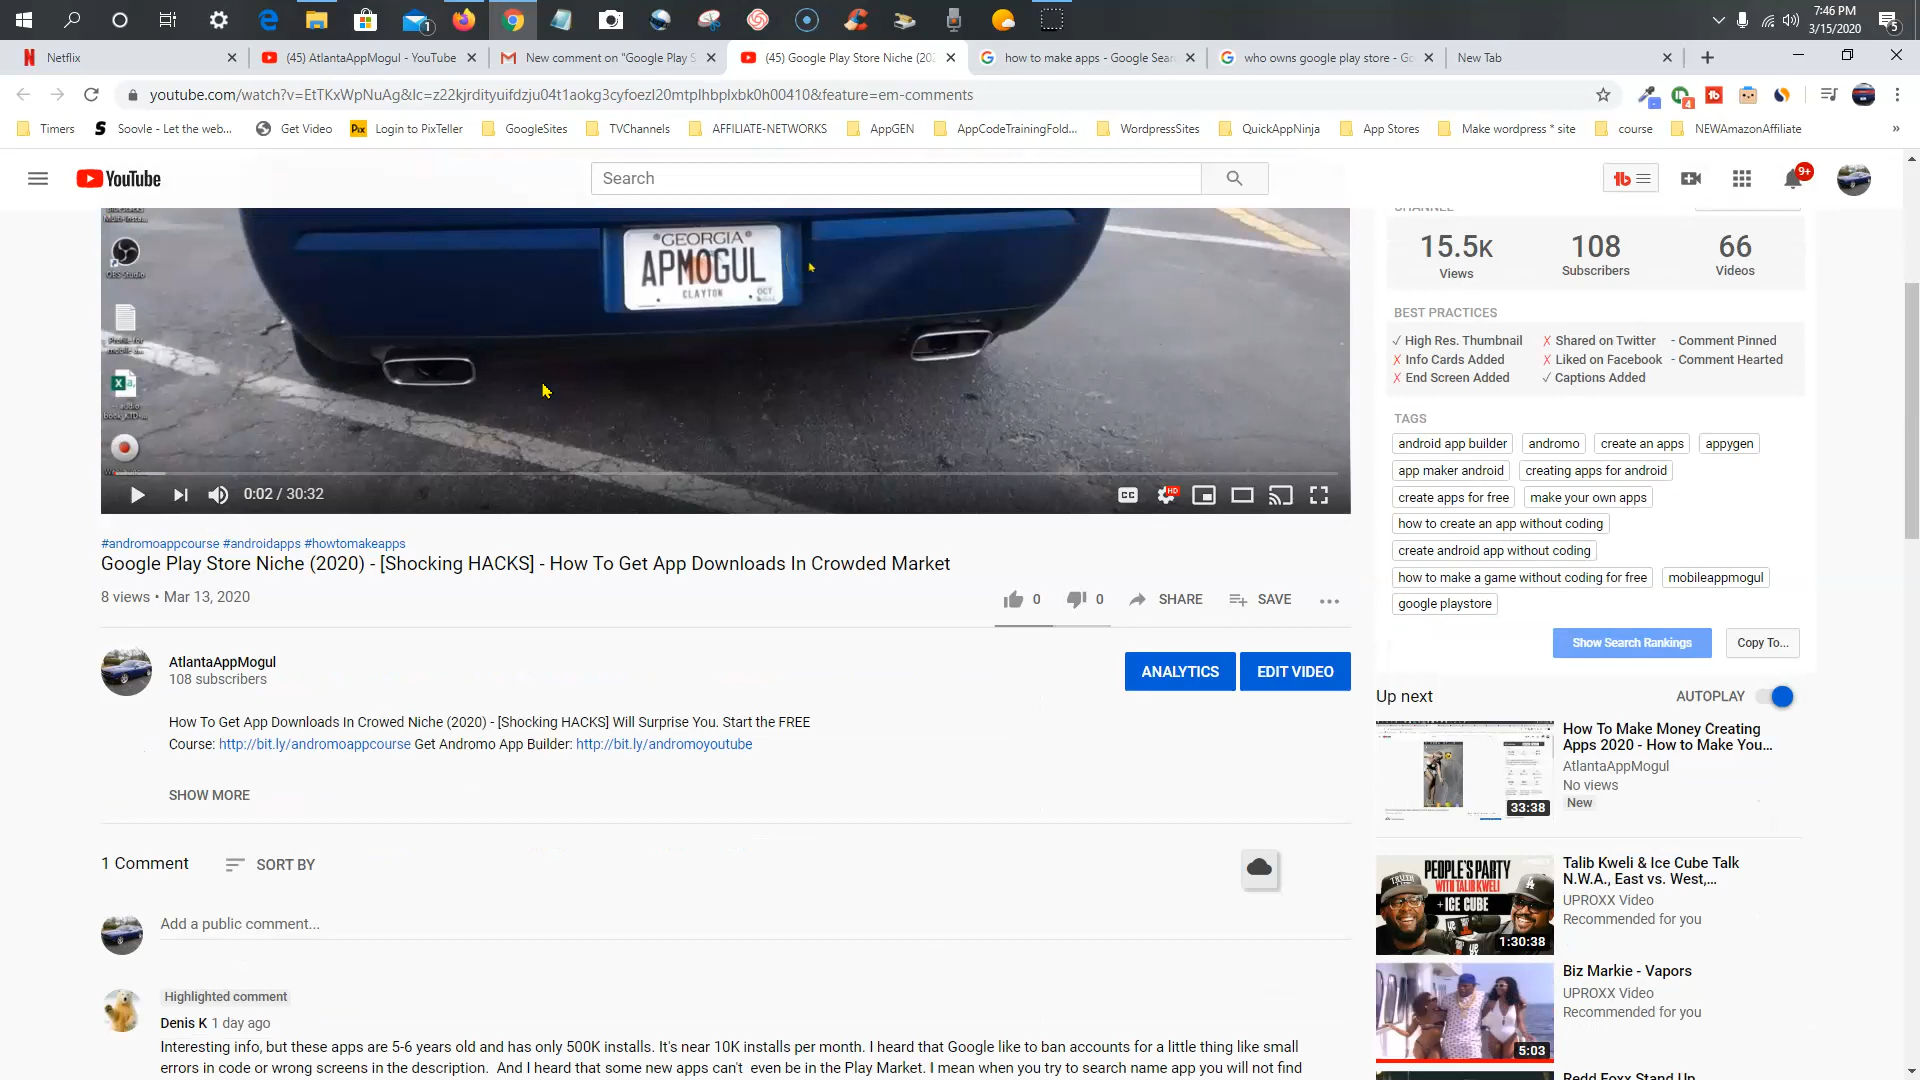 7:46 PM
3/15/2020
5
1
Netflix
(45) AtlantaAppMogul - YouTube
New comment on "Google Play S
(45) Google Play Store Niche (202
how to make apps - Google Sear
who owns google play store - Go
New Tab
youtube.com/watch?v=EtTKxWpNuAg&lc=z22kjrdityuifdzju04t1aokg3cyfoezl20mtplhbplxbk0h00410&feature=em-comments
4
Timers
Soovle - Let the web...
Get Video
Pix Login to PixTeller
GoogleSites
TVChannels
AFFILIATE-NETWORKS
AppGEN
AppCodeTrainingFold...
WordpressSites
QuickAppNinja
App Stores
Make wordpress * site
course
NEWAmazonAffiliate
»
YouTube
Search
tb
9+
OBS Studio
GEORGIA
APMOGUL
CLAYTON
OCT
0:02 / 30:32
CC
HD
#andromoappcourse #androidapps #howtomakeapps
Google Play Store Niche (2020) - [Shocking HACKS] - How To Get App Downloads In Crowded Market
8 views • Mar 13, 2020
0
0
SHARE
SAVE
AtlantaAppMogul
108 subscribers
ANALYTICS
EDIT VIDEO
How To Get App Downloads In Crowed Niche (2020) - [Shocking HACKS] Will Surprise You. Start the FREE
Course: http://bit.ly/andromoappcourse Get Andromo App Builder: http://bit.ly/andromoyoutube
SHOW MORE
1 Comment
SORT BY
Add a public comment...
Highlighted comment
Denis K 1 day ago
Interesting info, but these apps are 5-6 years old and has only 500K installs. It's near 10K installs per month. I heard that Google like to ban accounts for a little thing like small
errors in code or wrong screens in the description. And I heard that some new apps can't even be in the Play Market. I mean when you try to search name app you will not find
CHANNEL
15.5K
Views
108
Subscribers
66
Videos
BEST PRACTICES
✓ High Res. Thumbnail
X Shared on Twitter
- Comment Pinned
X Info Cards Added
X Liked on Facebook
- Comment Hearted
X End Screen Added
✓ Captions Added
TAGS
android app builder
andromo
create an apps
appygen
app maker android
creating apps for android
create apps for free
make your own apps
how to create an app without coding
create android app without coding
how to make a game without coding for free
mobileappmogul
google playstore
Show Search Rankings
Copy To...
Up next
AUTOPLAY
How To Make Money Creating
Apps 2020 - How to Make You...
AtlantaAppMogul
No views
New
33:38
PEOPLE'S PARTY
WITH TALIB KWELI
+ICE CUBE
1:30:38
Talib Kweli & Ice Cube Talk
N.W.A., East vs. West,...
UPROXX Video
Recommended for you
Biz Markie - Vapors
UPROXX Video
Recommended for you
5:03
Redd Foxx Stand Up